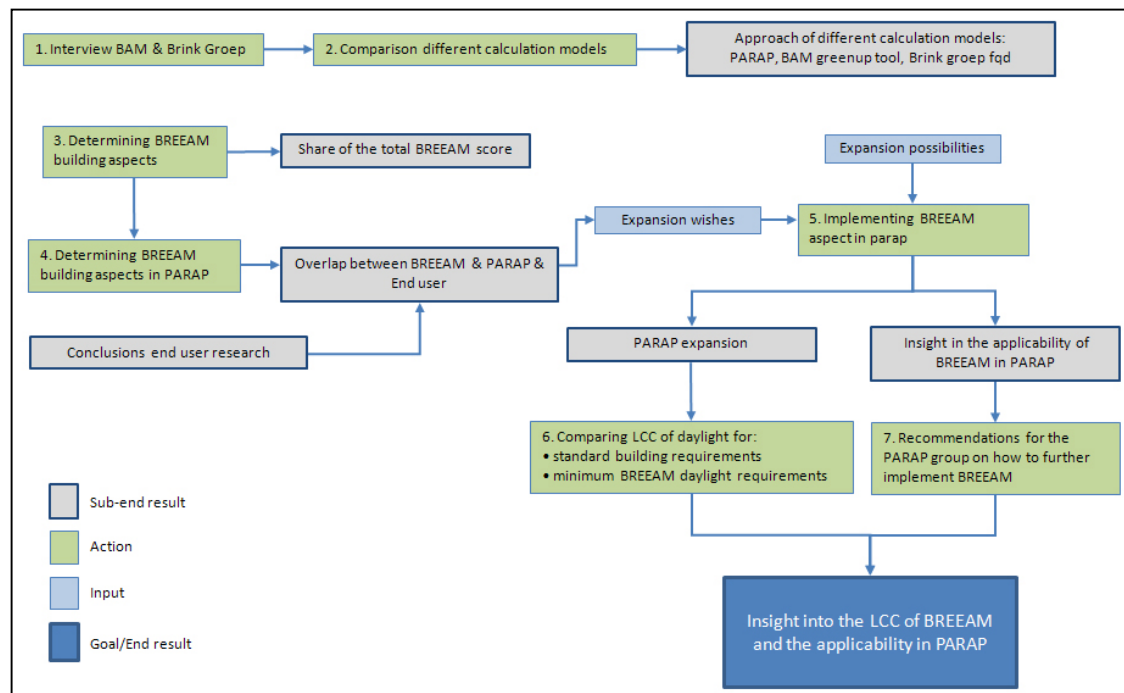 1. Interview BAM & Brink Groep
2. Comparison different calculation models
Approach of different calculation models:
PARAP, BAM greenup tool, Brink groep fqd
3. Determining BREEAM
building aspects
Share of the total BREEAM score
Expansion possibilities
Expansion wishes
5. Implementing BREEAM
aspect in parap
4. Determining BREEAM
building aspects in PARAP
Overlap between BREEAM & PARAP &
End user
Conclusions end user research
PARAP expansion
Insight in the applicability of
BREEAM in PARAP
6. Comparing LCC of daylight for:
• standard building requirements
• minimum BREEAM daylight requirements
7. Recommendations for the
PARAP group on how to further
implement BREEAM
Sub-end result
Action
Input
Goal/End result
Insight into the LCC of BREEAM
and the applicability in PARAP